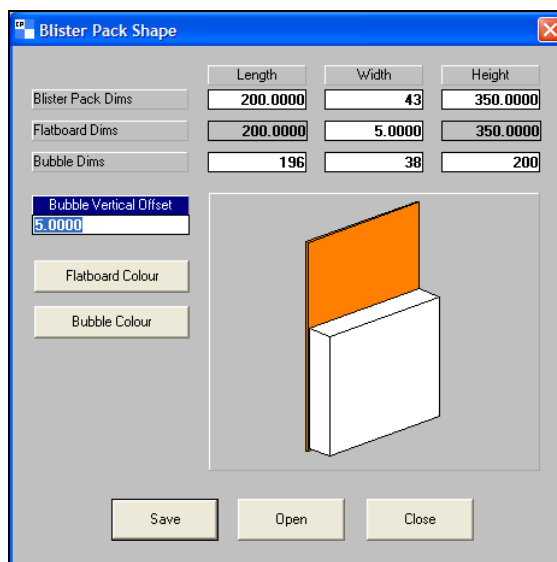 CP Blister Pack Shape
Length Width Height
Blister Pack Dims 200.0000 43 350.0000
Flatboard Dims 200.0000 5.0000 350.0000
Bubble Dims 196 38 200
Bubble Vertical Offset
5.0000
Flatboard Colour
Bubble Colour
Save Open Close